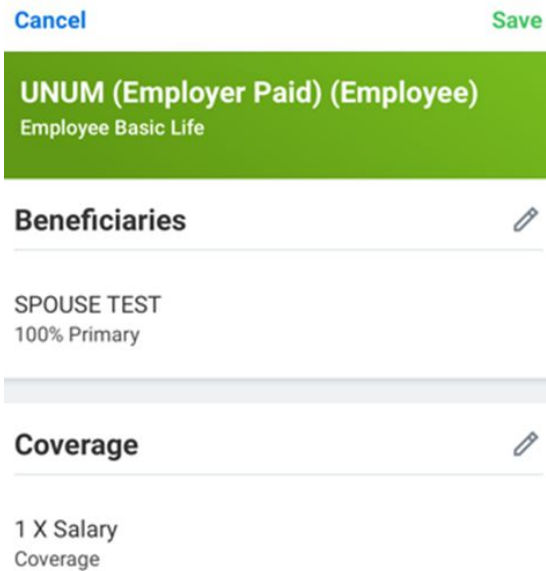 Cancel Save
UNUM (Employer Paid) (Employee)
Employee Basic Life
Beneficiaries
SPOUSE TEST
100% Primary
Coverage
1 X Salary
Coverage